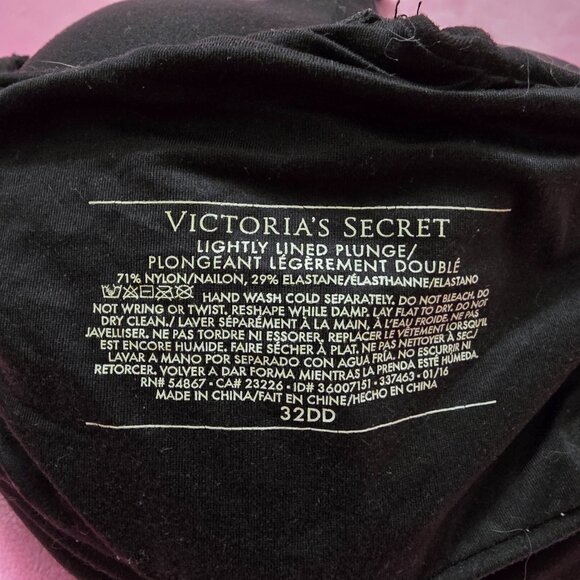 VICTORIA'S SECRET
LIGHTLY LINED PLUNGE/
PLONGEANT LÉGÈREMENT DOUBLÉ
71% NYLON/NAILON, 29% ELASTANE/ÉLASTHANNE/ELASTANO
HAND WASH COLD SEPARATELY. DO NOT BLEACH. DO
NOT WRING OR TWIST. RESHAPE WHILE DAMP. LAY FLAT TO DRY. DO NOT
DRY CLEAN./ LAVER SÉPARÉMENT À LA MAIN, À L'EAU FROIDE. NE PAS
JAVELLISER. NE PAS TORDRE NI ESSORER. REPLACER LE VÊTEMENT LORSQU'IL
EST ENCORE HUMIDE. FAIRE SÉCHER À PLAT. NE PAS NETTOYER À SEC./
LAVAR A MANO POR SEPARADO CON AGUA FRÍA. NO ESCURRIR NI
RETORCER. VOLVER A DAR FORMA MIENTRAS LA PRENDA ESTÉ HÚMEDA.
RN# 54867 • CA# 23226 • ID# 36007151 • 337463 • 01/16
MADE IN CHINA/FAIT EN CHINE/HECHO EN CHINA
32DD